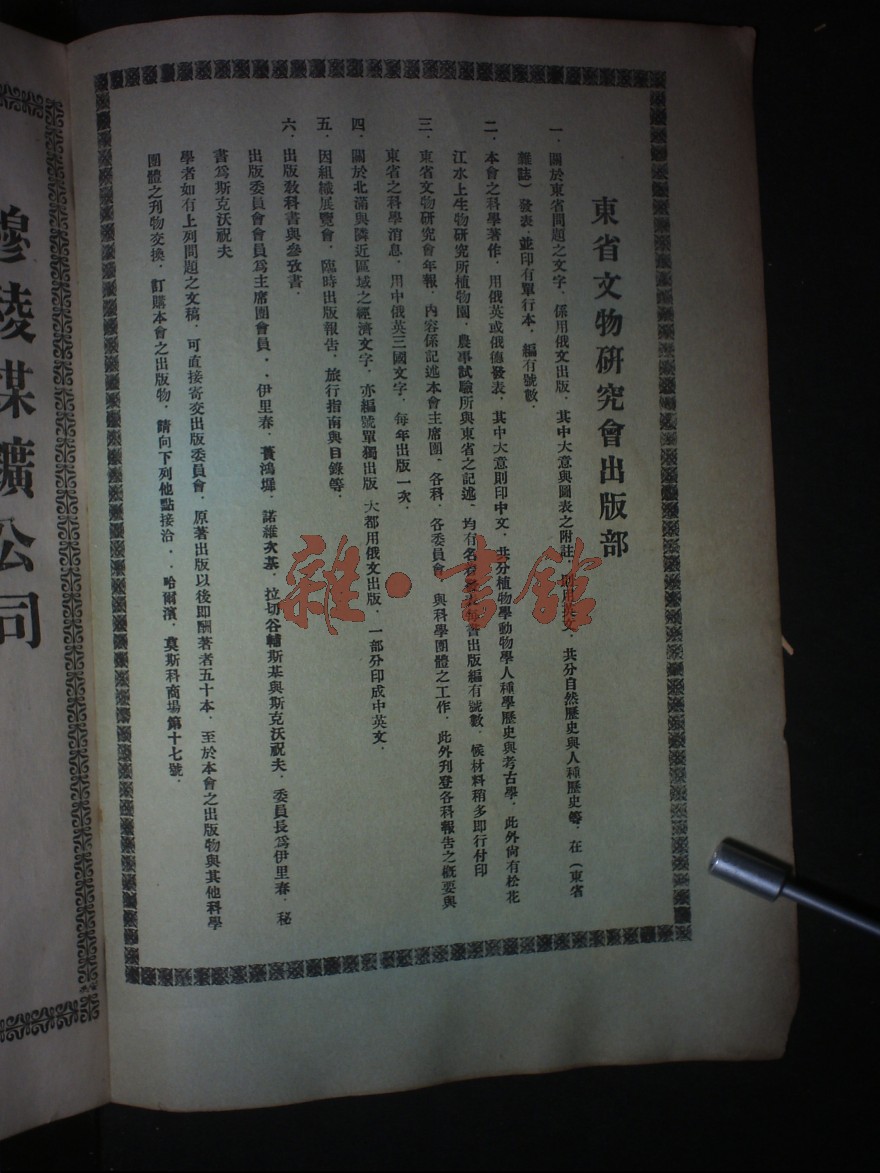 東省文物研究會出版部
一．關於東省問題之文字．係用俄文出版．其中大意與圖表之附註．則用英文．共分自然歷史與人種歷史等．在（東省
雜誌）發表．並印有單行本．編有號數．
二．本會之科學著作．用俄英或俄德發表．其中大意則印中文．共分植物學動物學人種學歷史與考古學．此外尙有松花
江水上生物研究所植物園．農事試驗所與東省之記述．均有名著發表每書出版編有號數．候材料稍多即行付印
三．東省文物研究會年報．內容係記述本會主席團．各科．各委員會．與科學團體之工作．此外刊登各科報告之概要與
東省之科學消息．用中俄英三國文字．每年出版一次．
四．關於北滿與隣近區域之經濟文字．亦編號單獨出版．大都用俄文出版．一部分印成中英文．
五．因組織展覽會．臨時出版報告．旅行指南與目錄等．
六．出版敎科書與參攷書．
出版委員會會員爲主席團會員．．伊里春．鴻墀．諾維次基．拉切谷輔斯基與斯克沃祝夫．委員長爲伊里春．秘
書爲斯克沃祝夫
學者如有上列問題之文稿．可直接寄交出版委員會．原著出版以後即酬著者五十本．至於本會之出版物與其他科學
團體之刊物交換．訂購本會之出版物．請向下列他點接洽．．哈爾濱．莫斯科商場第十七號．
穆陵煤鑛公司
雜·書館